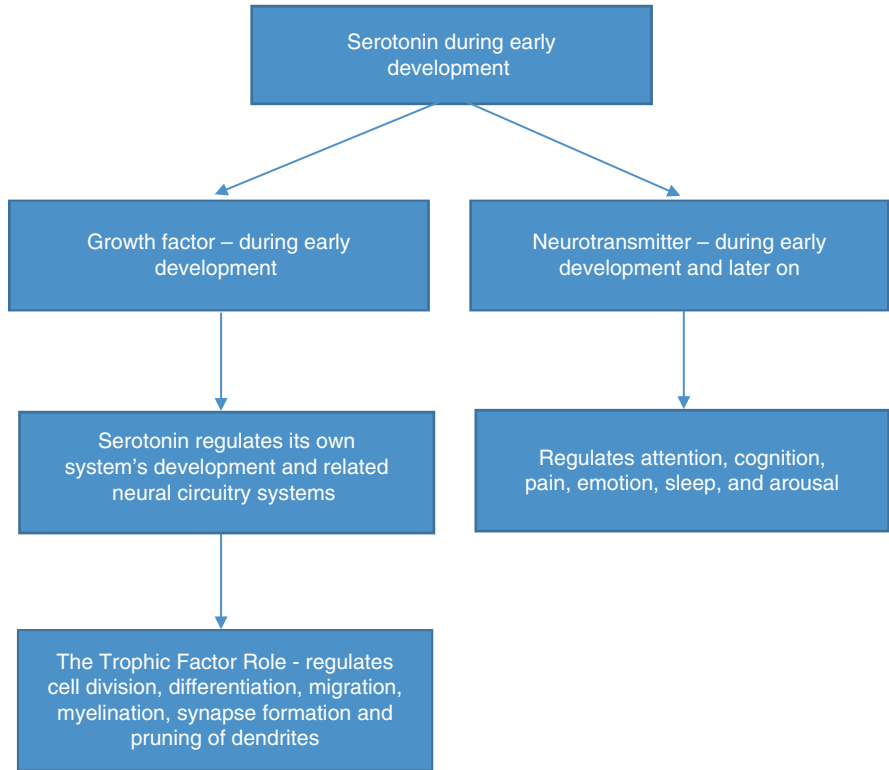 Serotonin during early
development
Growth factor – during early
development
Neurotransmitter – during early
development and later on
Serotonin regulates its own
system's development and related
neural circuitry systems
Regulates attention, cognition,
pain, emotion, sleep, and arousal
The Trophic Factor Role - regulates
cell division, differentiation, migration,
myelination, synapse formation and
pruning of dendrites